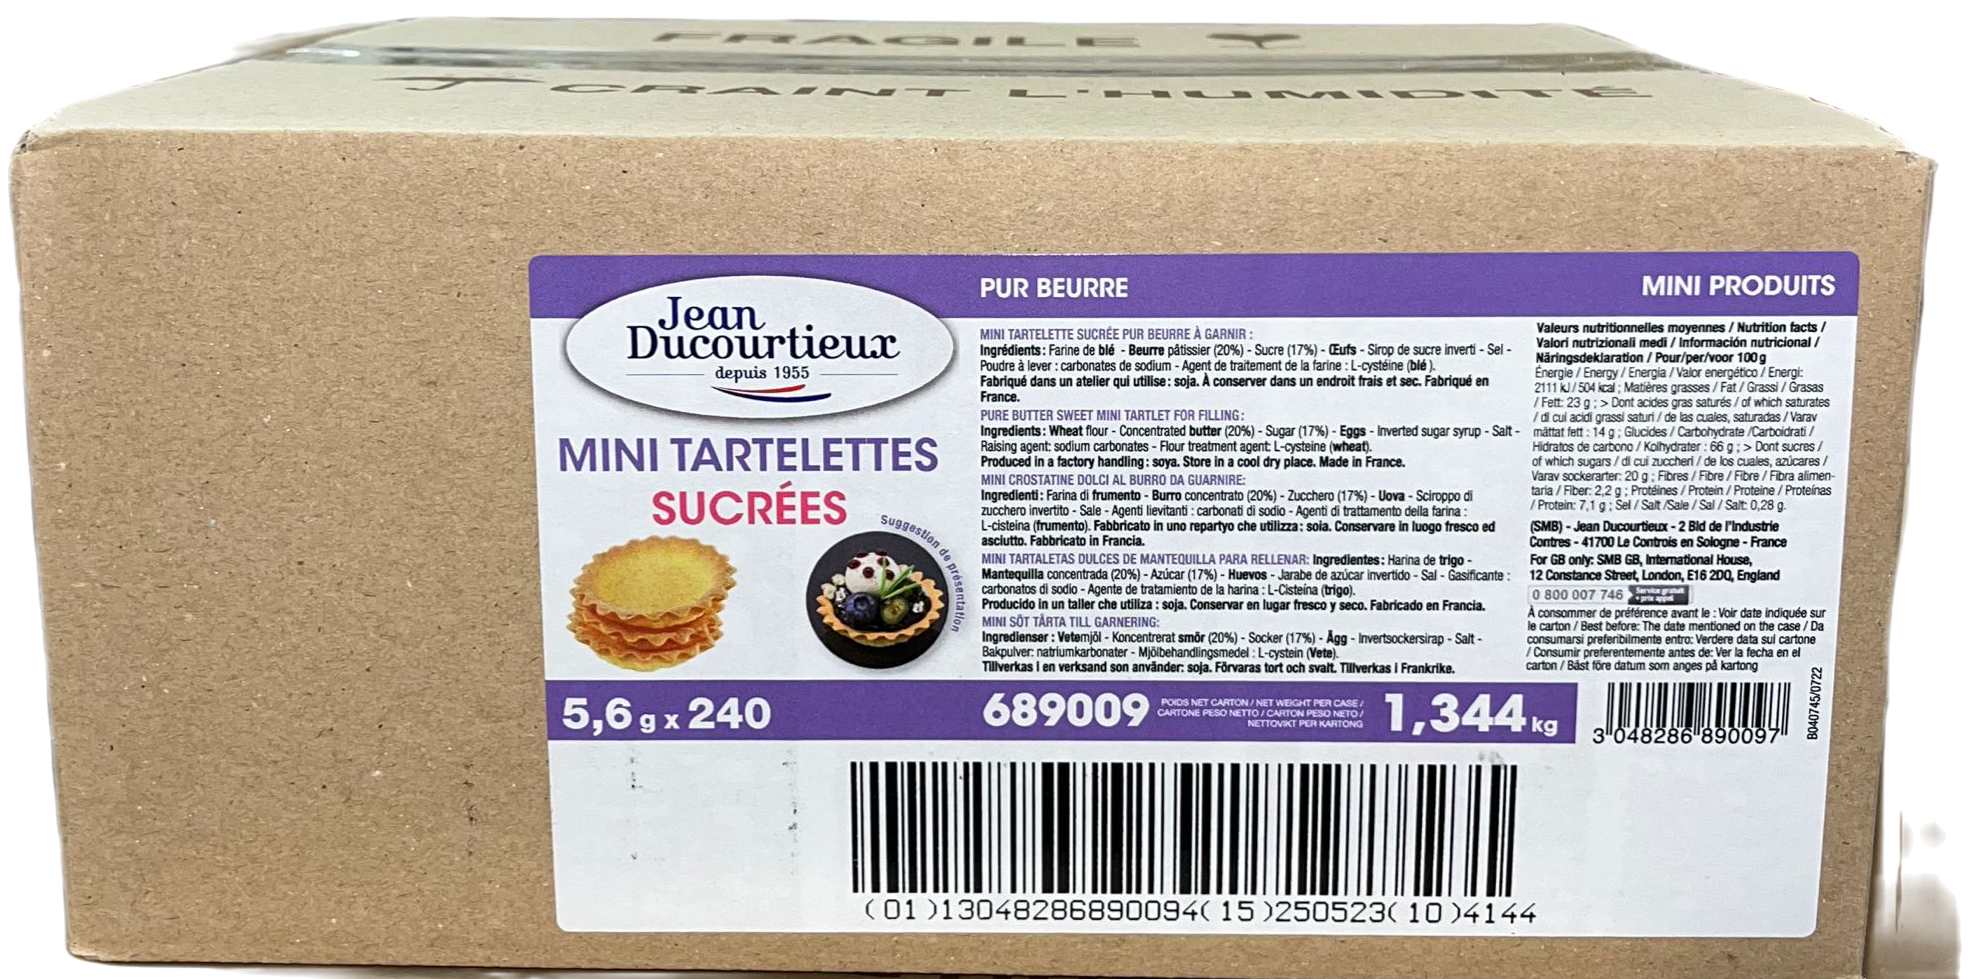 FRAGILE
CRAINT L'HUMIDITÉ
PUR BEURRE
MINI PRODUITS
Jean
Ducourtieux
depuis 1955
MINI TARTELETTES
SUCRÉES
Suggestion de présentation
MINI TARTELETTE SUCRÉE PUR BEURRE À GARNIR :
Ingrédients : Farine de blé - Beurre pâtissier (20%) - Sucre (17%) - Œufs - Sirop de sucre inverti - Sel -
Poudre à lever : carbonates de sodium - Agent de traitement de la farine : L-cystéine (blé ).
Fabriqué dans un atelier qui utilise : soja. À conserver dans un endroit frais et sec. Fabriqué en
France.
PURE BUTTER SWEET MINI TARTLET FOR FILLING :
Ingredients : Wheat flour - Concentrated butter (20%) - Sugar (17%) - Eggs - Inverted sugar syrup - Salt -
Raising agent: sodium carbonates - Flour treatment agent: L-cysteine (wheat).
Produced in a factory handling : soya. Store in a cool dry place. Made in France.
MINI CROSTATINE DOLCI AL BURRO DA GUARNIRE:
Ingredienti : Farina di frumento - Burro concentrato (20%) - Zucchero (17%) - Uova - Sciroppo di
zucchero invertito - Sale - Agenti lievitanti : carbonati di sodio - Agenti di trattamento della farina :
L-cisteina (frumento). Fabbricato in uno repartyo che utilizza : soia. Conservare in luogo fresco ed
asciutto. Fabbricato in Francia.
MINI TARTALETAS DULCES DE MANTEQUILLA PARA RELLENAR: Ingredientes : Harina de trigo -
Mantequilla concentrada (20%) - Azúcar (17%) - Huevos - Jarabe de azúcar invertido - Sal - Gasificante :
carbonatos di sodio - Agente de tratamiento de la harina : L-Cisteína (trigo).
Producido in un taller che utiliza : soja. Conservar en lugar fresco y seco. Fabricado en Francia.
MINI SÖT TÅRTA TILL GARNERING:
Ingredienser : Vetemjöl - Koncentrerat smör (20%) - Socker (17%) - Ägg - Invertsockersirap - Salt -
Bakpulver: natriumkarbonater - Mjölbehandlingsmedel : L-cystein (Vete).
Tillverkas i en verksand son använder: soja. Förvaras tort och svalt. Tillverkas i Frankrike.
Valeurs nutritionnelles moyennes / Nutrition facts /
Valori nutrizionali medi / Información nutricional /
Näringsdeklaration / Pour/per/voor 100 g
Énergie / Energy / Energia / Valor energético / Energi:
2111 kJ / 504 kcal ; Matières grasses / Fat / Grassi / Grasas
/ Fett: 23 g ; > Dont acides gras saturés / of which saturates
/ di cui acidi grassi saturi / de las cuales, saturadas / Varav
mättat fett : 14 g ; Glucides / Carbohydrate /Carboidrati /
Hidratos de carbono / Kolhydrater : 66 g ; > Dont sucres /
of which sugars / di cui zuccheri / de los cuales, azúcares /
Varav sockerarter: 20 g ; Fibres / Fibre / Fibre / Fibra alimen-
taria / Fiber: 2,2 g ; Protéines / Protein / Proteine / Proteínas
/ Protein: 7,1 g ; Sel / Salt /Sale / Sal / Salt: 0,28 g.
(SMB) - Jean Ducourtieux - 2 Bld de l'Industrie
Contres - 41700 Le Controis en Sologne - France
For GB only: SMB GB, International House,
12 Constance Street, London, E16 2DQ, England
0 800 007 746 Service gratuit
+ prix appel
À consommer de préférence avant le : Voir date indiquée sur
le carton / Best before: The date mentioned on the case / Da
consumarsi preferibilmente entro: Verdere data sul cartone
/ Consumir preferentemente antes de: Ver la fecha en el
carton / Bäst före datum som anges på kartong
5,6 g x 240
689009
POIDS NET CARTON / NET WEIGHT PER CASE /
CARTONE PESO NETTO / CARTON PESO NETO /
NETTOVIKT PER KARTONG
1,344 kg
3 048286 890097
B040745/0722
(01)13048286890094(15)250523(10)4144